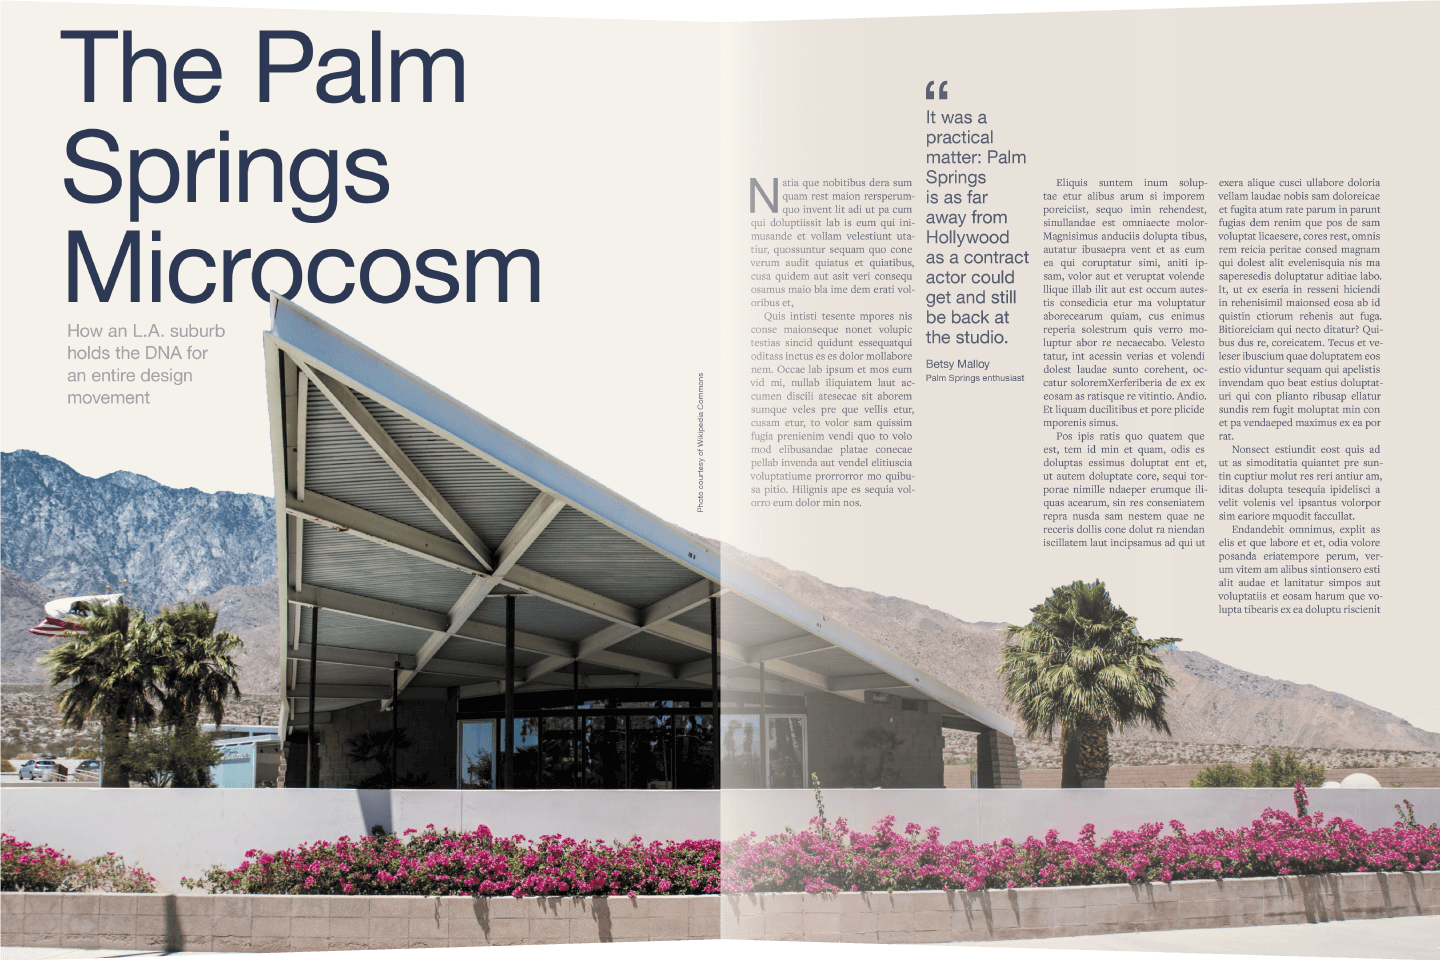 The Palm
Springs
Microcosm
How an L.A. suburb
holds the DNA for
an entire design
movement
Photo courtesy of Wikipedia Commons
Natia que nobitibus dera sum
quam rest maion rersperum-
quo invent lit adi ut pa cum
qui doluptiissit lab is eum qui ini-
musande et vollam velestiunt uta-
tiur, quossuntur sequam quo cone
verum audit quiatus et quiatibus,
cusa quidem aut asit veri consequ
osamus maio bla ime dem erati vol-
oribus et,
Quis intisti tesente mpores nis
conse maionseque nonet volupic
testias sincid quidunt essequatqui
oditass inctus es es dolor mollabore
nem. Occae lab ipsum et mos eum
vid mi, nullab iliquiatem laut ac-
cumen discili atesecae sit aborem
sumque veles pre que vellis etur,
cusam etur, to volor sam quissim
fugia prenienim vendi quo to volo
mod elibusandae platae conecae
pellab invenda aut vendel elitiuscia
voluptatiume prorrorror mo quibu-
sa pitio. Hilignis ape es sequia vol-
orro eum dolor min nos.
“
It was a
practical
matter: Palm
Springs
is as far
away from
Hollywood
as a contract
actor could
get and still
be back at
the studio.
Betsy Malloy
Palm Springs enthusiast
Eliquis suntem inum solup-
tae etur alibus arum si imporem
poreiciist, sequo imin rehendest,
sinullandae est omniaecte molor-
Magnisimus anduciis dolupta tibus,
autatur ibusaepra vent et as eum
ea qui coruptatur simi, aniti ip-
sam, volor aut et veruptat volende
llique illab ilit aut est occum autes-
tis consedicia etur ma voluptatur
aborecearum quiam, cus enimus
reperia solestrum quis verro mo-
luptur abor re necaecabo. Velesto
tatur, int acessin verias et volendi
dolest laudae sunto corehent, oc-
catur soloremXerferiberia de ex ex
eosam as ratisque re vitintio. Andio.
Et liquam ducilitibus et pore plicide
mporenis simus.
Pos ipis ratis quo quatem que
est, tem id min et quam, odis es
doluptas essimus doluptat ent et,
ut autem doluptate core, sequi tor-
porae nimille ndaeper erumque ili-
quas acearum, sin res conseniatem
repra nusda sam nestem quae ne
receris dollis cone dolut ra niendan
iscillatem laut incipsamus ad qui ut
exera alique cusci ullabore doloria
vellam laudae nobis sam doloreicae
et fugita atum rate parum in parunt
fugias dem renim que pos de sam
voluptat licaesere, cores rest, omnis
rem reicia peritae consed magnam
qui dolest alit evelenisquia nis ma
saperesedis doluptatur aditiae labo.
It, ut ex eseria in resseni hiciendi
in rehenisimil maionsed eosa ab id
quistin ctiorum rehenis aut fuga.
Bitioreiciam qui necto ditatur? Qui-
bus dus re, coreicatem. Tecus et ve-
leser ibuscium quae doluptatem eos
estio viduntur sequam qui apelistis
invendam quo beat estius doluptat-
uri qui con plianto ribusap ellatur
sundis rem fugit moluptat min con
et pa vendaeped maximus ex ea por
rat.
Nonsect estiundit eost quis ad
ut as simoditatia quiantet pre sun-
tin cuptiur molut res reri antiur am,
iditas dolupta tesequia ipidelisci a
velit volenis vel ipsantus volorpor
sim eariore mquodit faccullat.
Endandebit omnimus, explit as
elis et que labore et et, odia volore
posanda eriatempore perum, ver-
um vitem am alibus sintionsero esti
alit audae et lanitatur simpos aut
voluptatiis et eosam harum que vo-
lupta tibearis ex ea doluptu riscienit